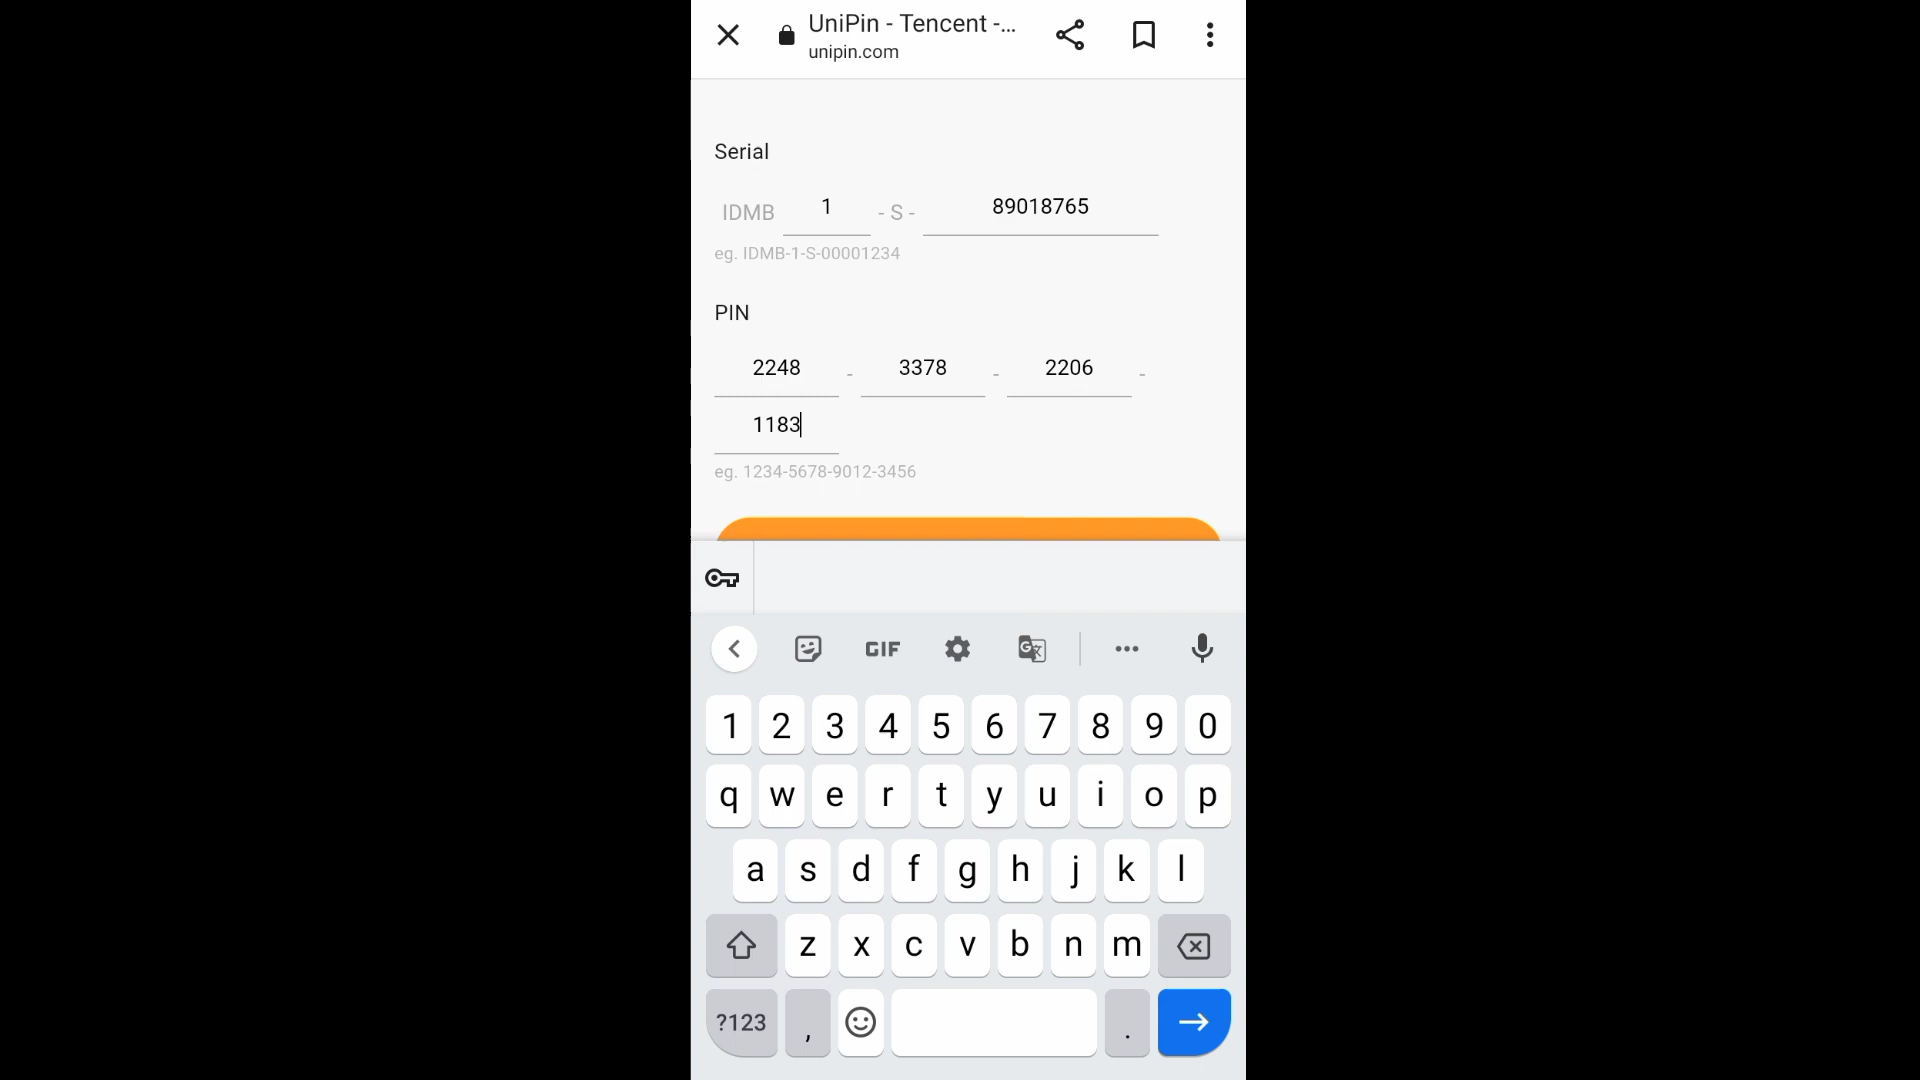 UniPin - Tencent -...
unipin.com
Serial
IDMB 1 - S - 89018765
eg. IDMB-1-S-00001234
PIN
2248 - 3378 - 2206 -
1183
eg. 1234-5678-9012-3456
GIF
1 2 3 4 5 6 7 8 9 0
q w e r t y u i o p
a s d f g h j k l
z x c v b n m
?123 , .